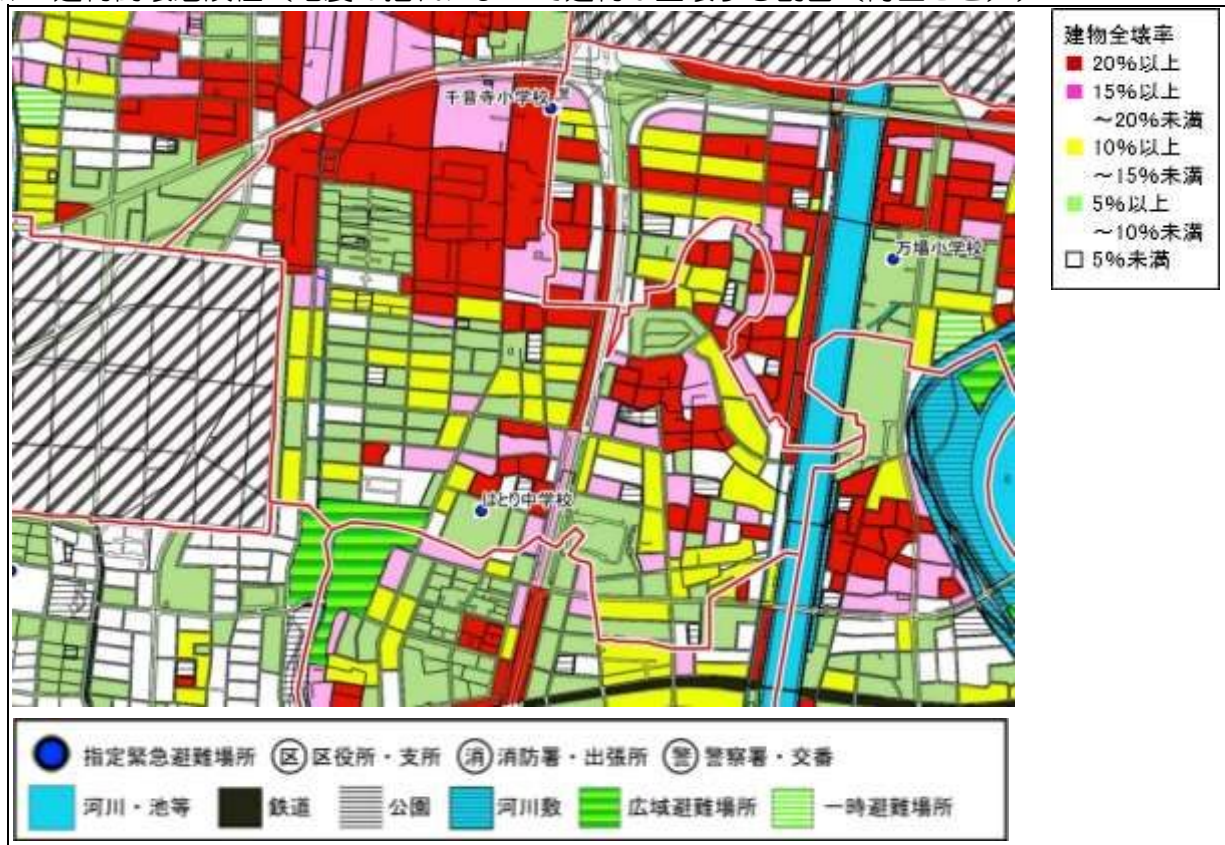 建物全壊率
20%以上
15%以上
～20%未満
10%以上
～15%未満
5%以上
～10%未満
5%未満
千音寺小学校
万場小学校
はとり中学校
指定緊急避難場所 区 区役所・支所 消 消防署・出張所 警 警察署・交番
河川・池等 鉄道 公園 河川敷 広域避難場所 一時避難場所